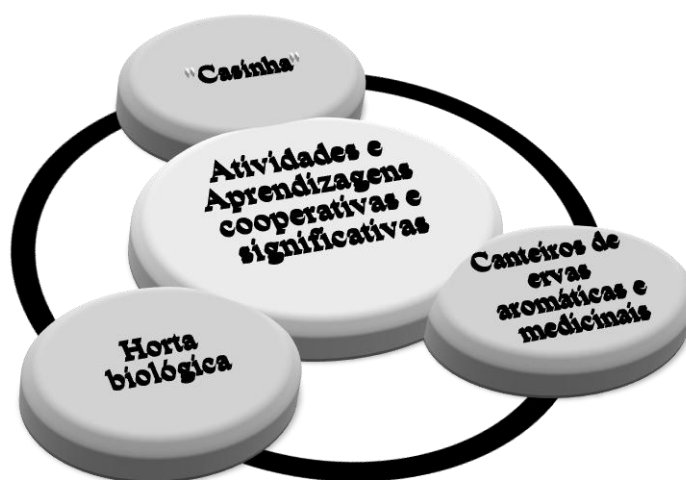 "Casinha"
Atividades e
Aprendizagens
cooperativas e
significativas
Canteiros de
ervas
aromáticas e
medicinais
Horta
biológica